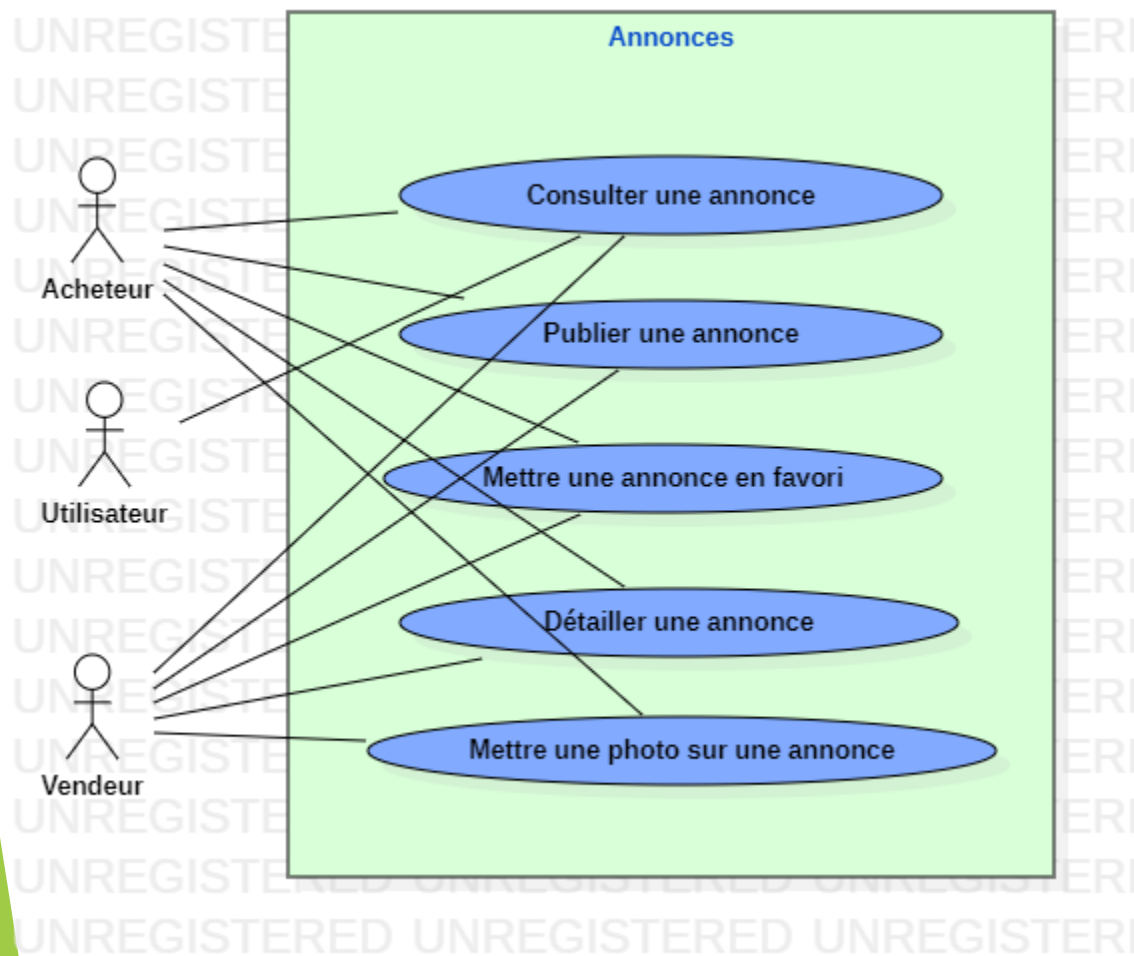 Annonces
Consulter une annonce
Acheteur
Publier une annonce
Utilisateur
Mettre une annonce en favori
Détailler une annonce
Vendeur
Mettre une photo sur une annonce
UNREGISTERED UNREGISTERED UNREGISTERED